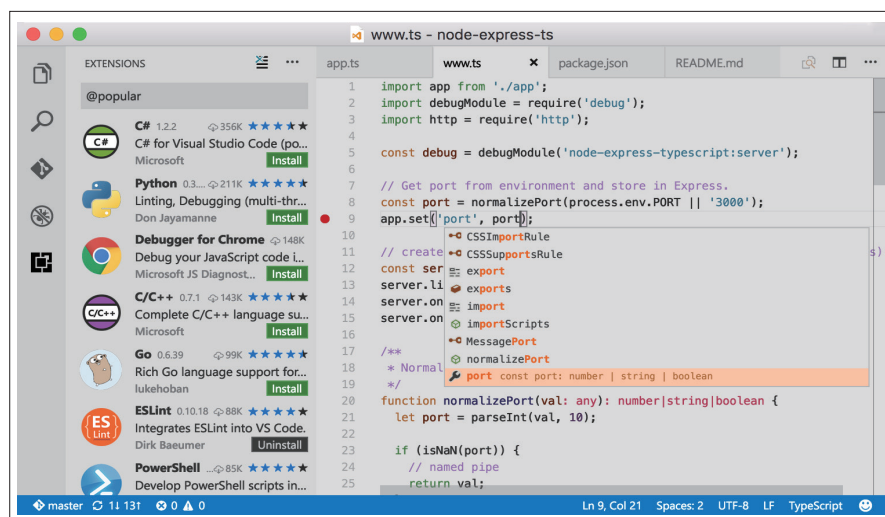 www.ts - node-express-ts
EXTENSIONS
@popular
C# 1.2.2 356K
C# for Visual Studio Code (po...
Microsoft Install
Python 0.3.... 211K
Linting, Debugging (multi-thr...
Don Jayamanne Install
Debugger for Chrome 148K
Debug your JavaScript code i...
Microsoft JS Diagnost... Install
C/C++ 0.7.1 143K
C/C++
Complete C/C++ language su...
Microsoft Install
Go 0.6.39 99K
Rich Go language support for...
lukehoban Install
ESLint 0.10.18 88K
ES
Lint
Integrates ESLint into VS Code.
Dirk Baeumer Uninstall
PowerShell ... 85K
Develop PowerShell scripts in...
app.ts www.ts × package.json README.md
1 import app from './app';
2 import debugModule = require('debug');
3 import http = require('http');
4
5 const debug = debugModule('node-express-typescript:server');
6
7 // Get port from environment and store in Express.
8 const port = normalizePort(process.env.PORT || '3000');
9 app.set('port', port);
10
11 // create s)
12 const ser
13 server.li
14 server.on
15 server.on
16
17 /**
18 * Normal
19 */
20 function normalizePort(val: any): number|string|boolean {
21 let port = parseInt(val, 10);
22
23 if (isNaN(port)) {
24 // named pipe
25 return val;
CSSImportRule
CSSSupportsRule
export
exports
import
importScripts
MessagePort
normalizePort
port const port: number | string | boolean
master 1↓ 13↑ 0 0 Ln 9, Col 21 Spaces: 2 UTF-8 LF TypeScript